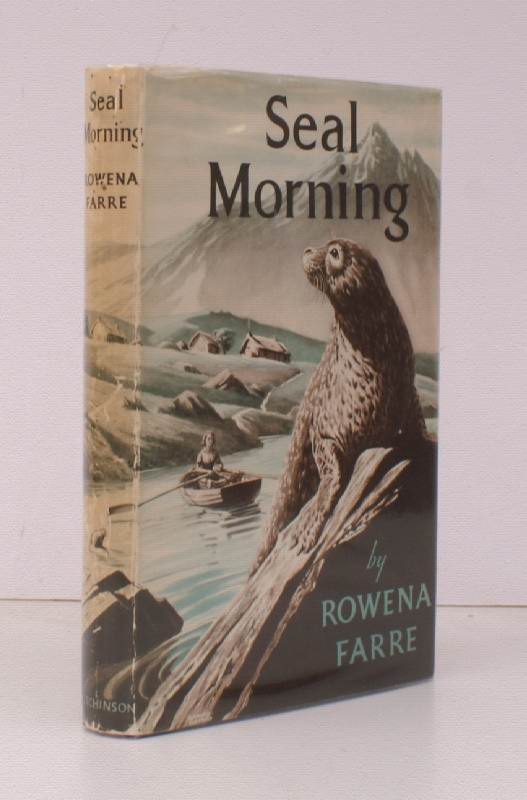 Seal
Morning
ROWENA
FARRE
Seal
Morning
by
ROWENA
FARRE